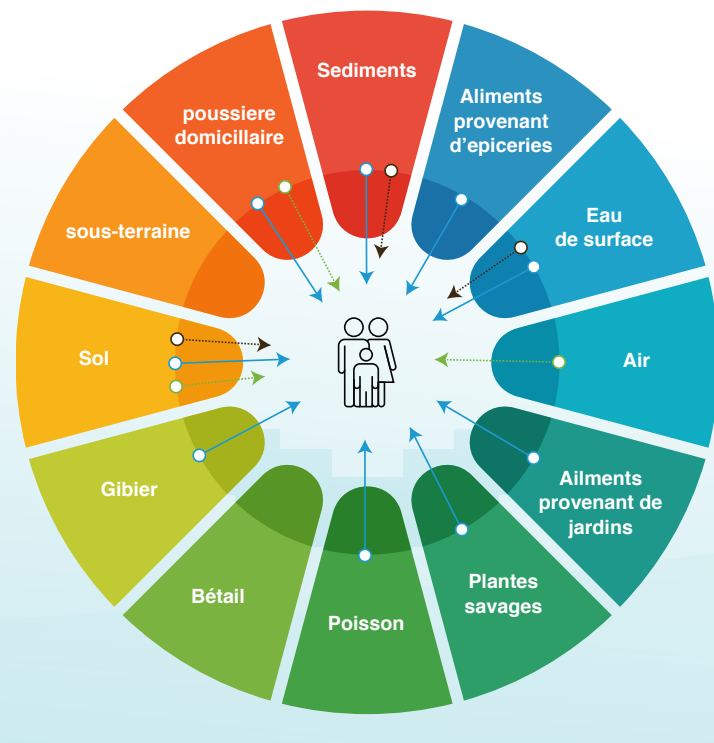 Sediments
Aliments
provenant
d'epiceries
Eau
de surface
Air
Ailments
provenant de
jardins
Plantes
savages
Poisson
Bétail
Gibier
Sol
sous-terraine
poussiere
domicillaire